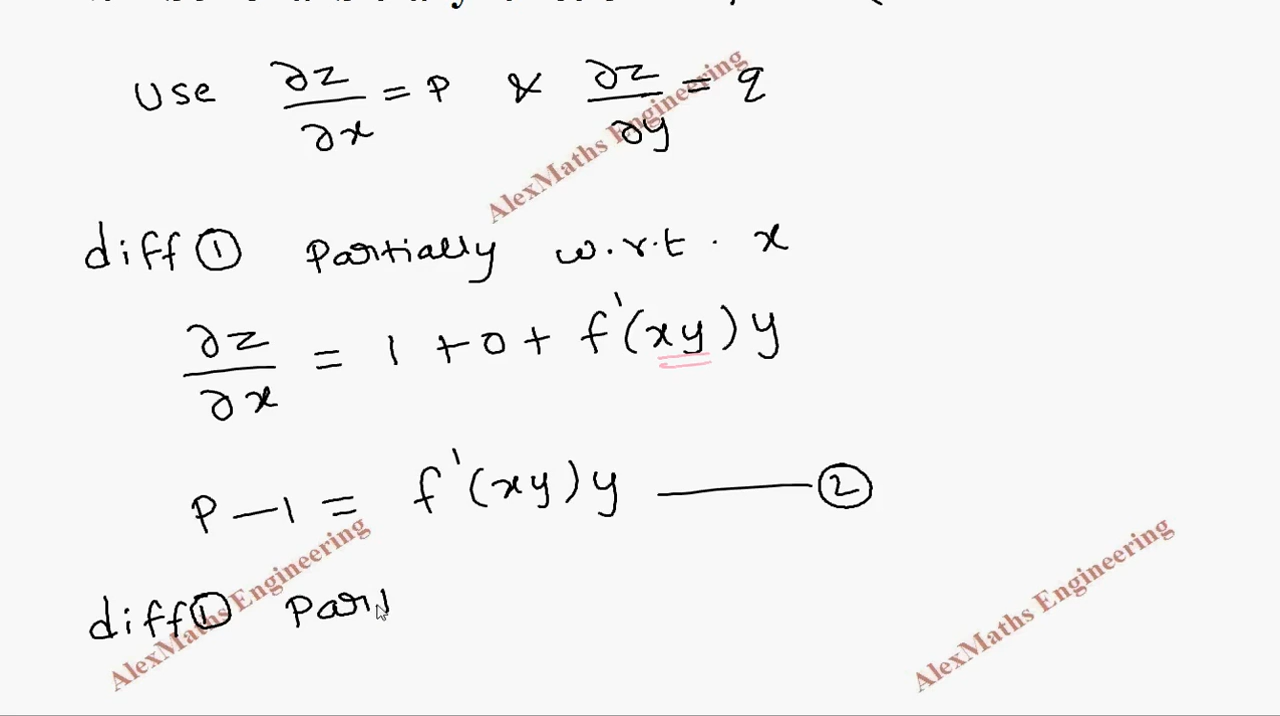 Use ∂z/∂x = p & ∂z/∂y = q
AlexMaths Engineering
diff ① Partially w.r.t. x
∂z/∂x = 1 + 0 + f'(xy) y
p - 1 = f'(xy) y ——— ②
diff ① Par
AlexMaths Engineering
AlexMaths Engineering